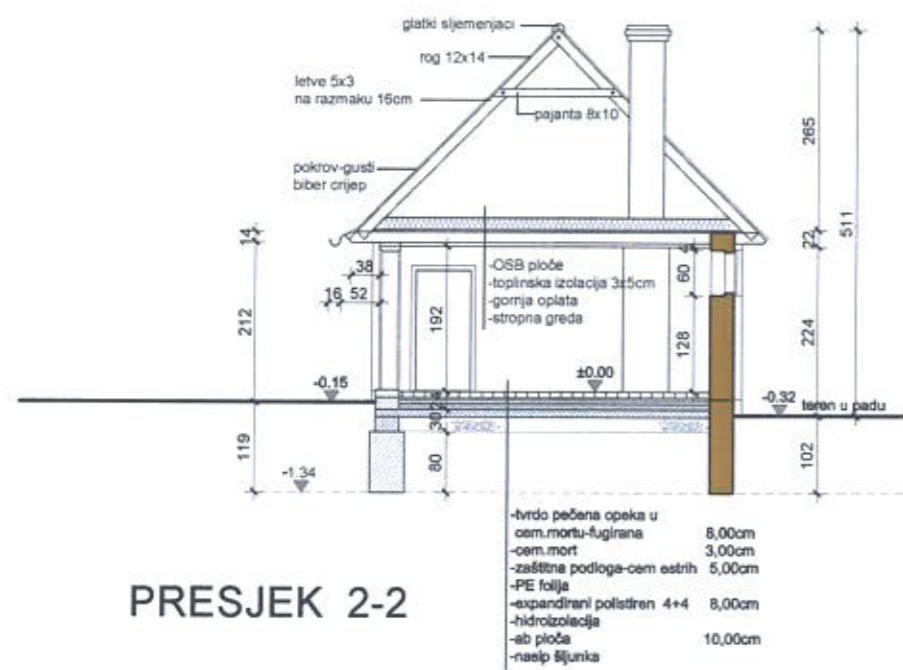 glatki sljemenjaci
rog 12x14
letve 5x3
na razmaku 16cm
pajanta 8x10
pokrov-gusti
biber crijep
265
511
14
22
38
4
60
-OSB ploče
-toplinska izolacija 3x5cm
-gornja oplata
-stropna greda
16 52
212
192
128
224
±0.00
-0.15
-0.32
teren u padu
24
30
119
80
102
-1.34
-tvrdo pečena opeka u
cem.mortu-fugirana 8,00cm
-cem.mort 3,00cm
-zaštitna podloga-cem estrih 5,00cm
-PE folija
-expandirani polistiren 4+4 8,00cm
-hidroizolacija
-ab ploča 10,00cm
-nasip šljunka
PRESJEK 2-2